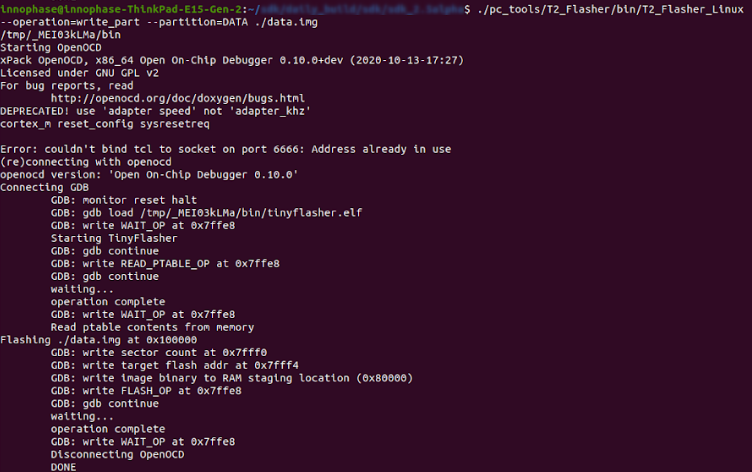 innophase@innophase-ThinkPad-E15-Gen-2:~/ $ ./pc_tools/T2_Flasher/bin/T2_Flasher_Linux
--operation=write_part --partition=DATA ./data.img
/tmp/_MEI03kLMa/bin
Starting OpenOCD
xPack OpenOCD, x86_64 Open On-Chip Debugger 0.10.0+dev (2020-10-13-17:27)
Licensed under GNU GPL v2
For bug reports, read
http://openocd.org/doc/doxygen/bugs.html
DEPRECATED! use 'adapter speed' not 'adapter_khz'
cortex_m reset_config sysresetreq
Error: couldn't bind tcl to socket on port 6666: Address already in use
(re)connecting with openocd
openocd version: 'Open On-Chip Debugger 0.10.0'
Connecting GDB
GDB: monitor reset halt
GDB: gdb load /tmp/_MEI03kLMa/bin/tinyflasher.elf
GDB: write WAIT_OP at 0x7ffe8
Starting TinyFlasher
GDB: gdb continue
GDB: write READ_PTABLE_OP at 0x7ffe8
GDB: gdb continue
waiting...
operation complete
GDB: write WAIT_OP at 0x7ffe8
Read ptable contents from memory
Flashing ./data.img at 0x100000
GDB: write sector count at 0x7fff0
GDB: write target flash addr at 0x7fff4
GDB: write image binary to RAM staging location (0x80000)
GDB: write FLASH_OP at 0x7ffe8
GDB: gdb continue
waiting...
operation complete
GDB: write WAIT_OP at 0x7ffe8
Disconnecting OpenOCD
DONE